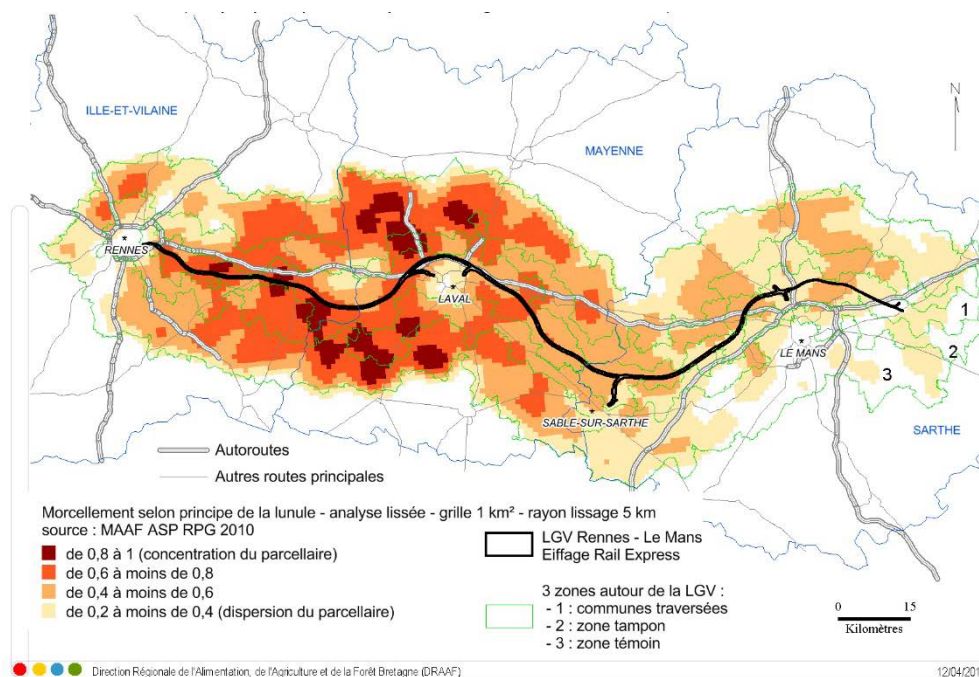 ILLE-ET-VILAINE
MAYENNE
N
RENNES
LAVAL
LE MANS
SABLE-SUR-SARTHE
SARTHE
1
2
3
Autoroutes
Autres routes principales
Morcellement selon principe de la lunule - analyse lissée - grille 1 km² - rayon lissage 5 km
source : MAAF ASP RPG 2010
de 0,8 à 1 (concentration du parcellaire)
de 0,6 à moins de 0,8
de 0,4 à moins de 0,6
de 0,2 à moins de 0,4 (dispersion du parcellaire)
LGV Rennes - Le Mans
Eiffage Rail Express
3 zones autour de la LGV :
- 1 : communes traversées
- 2 : zone tampon
- 3 : zone témoin
0 15
Kilomètres
Direction Régionale de l'Alimentation, de l'Agriculture et de la Forêt Bretagne (DRAAF)
12/04/201